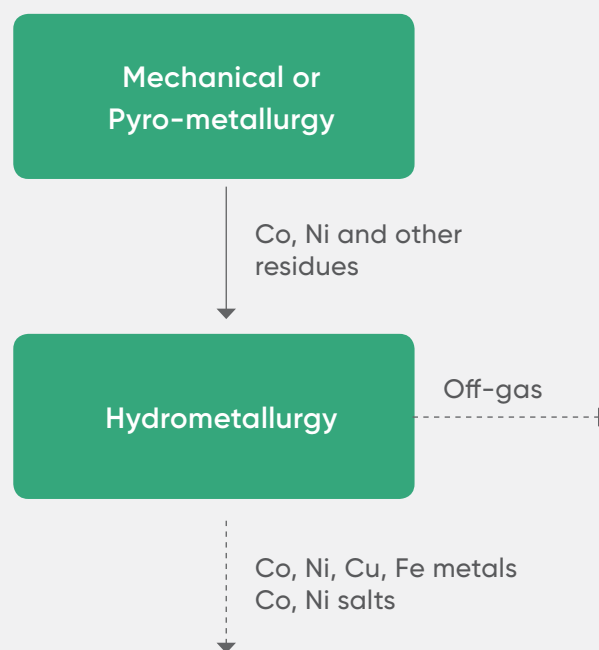 Mechanical or
Pyro-metallurgy
Co, Ni and other
residues
Hydrometallurgy
Off-gas
Co, Ni, Cu, Fe metals
Co, Ni salts